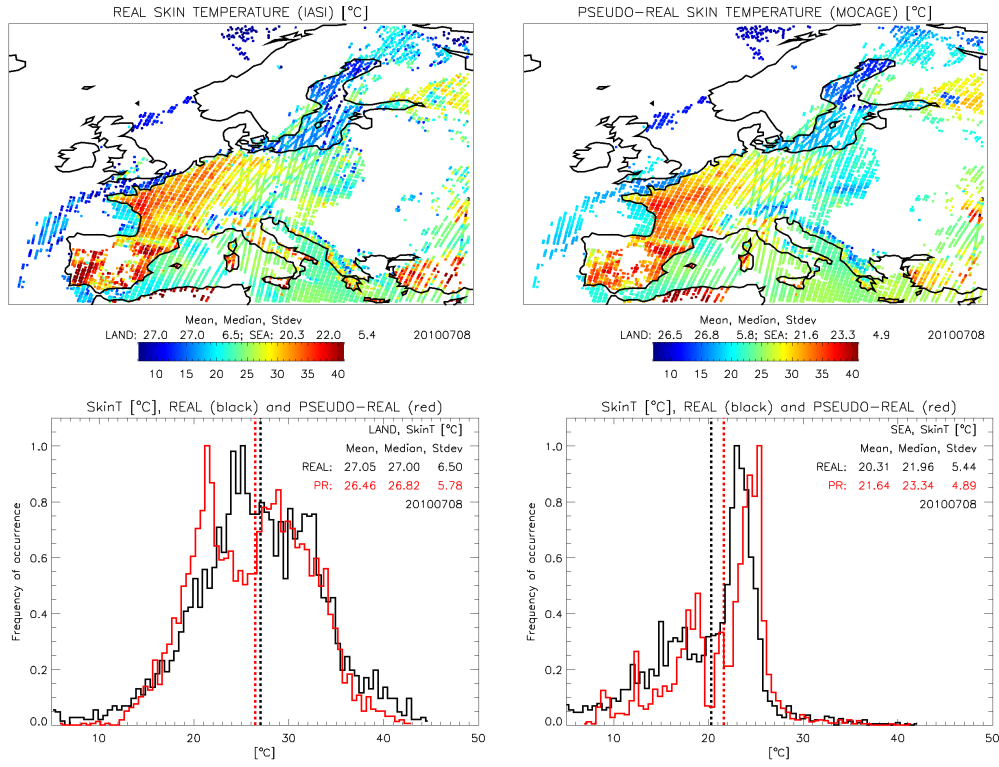 REAL SKIN TEMPERATURE (IASI) [°C]
PSEUDO-REAL SKIN TEMPERATURE (MOCAGE) [°C]
Mean, Median, Stdev
LAND: 27.0 27.0 6.5; SEA: 20.3 22.0 5.4 20100708
10 15 20 25 30 35 40
Mean, Median, Stdev
LAND: 26.5 26.8 5.8; SEA: 21.6 23.3 4.9 20100708
10 15 20 25 30 35 40
SkinT [°C], REAL (black) and PSEUDO-REAL (red)
LAND, SkinT [°C]
Mean, Median, Stdev
REAL: 27.05 27.00 6.50
PR: 26.46 26.82 5.78
20100708
Frequency of occurrence
1.0
0.8
0.6
0.4
0.2
0.0
10 20 30 40 50
[°C]
SkinT [°C], REAL (black) and PSEUDO-REAL (red)
SEA, SkinT [°C]
Mean, Median, Stdev
REAL: 20.31 21.96 5.44
PR: 21.64 23.34 4.89
20100708
Frequency of occurrence
1.0
0.8
0.6
0.4
0.2
0.0
10 20 30 40 50
[°C]